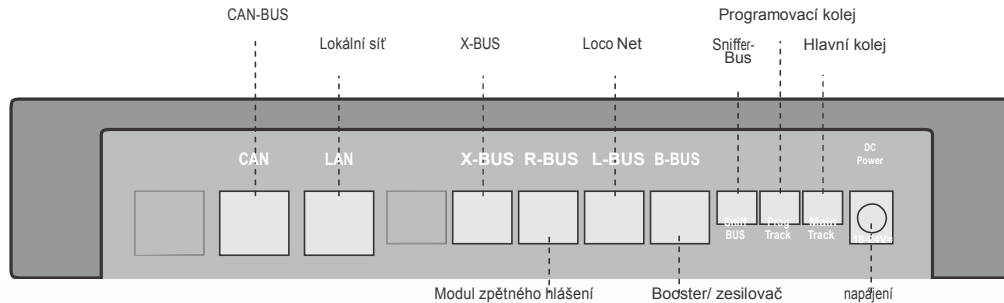 CAN-BUS
Programovací kolej
Lokální síť
X-BUS
Loco Net
Sniffer-
Bus
Hlavní kolej
CAN
LAN
X-BUS
R-BUS
L-BUS
B-BUS
DC
Power
Sniff
BUS
Prog
Track
Main
Track
Modul zpětného hlášení
Booster/ zesilovač
napájení